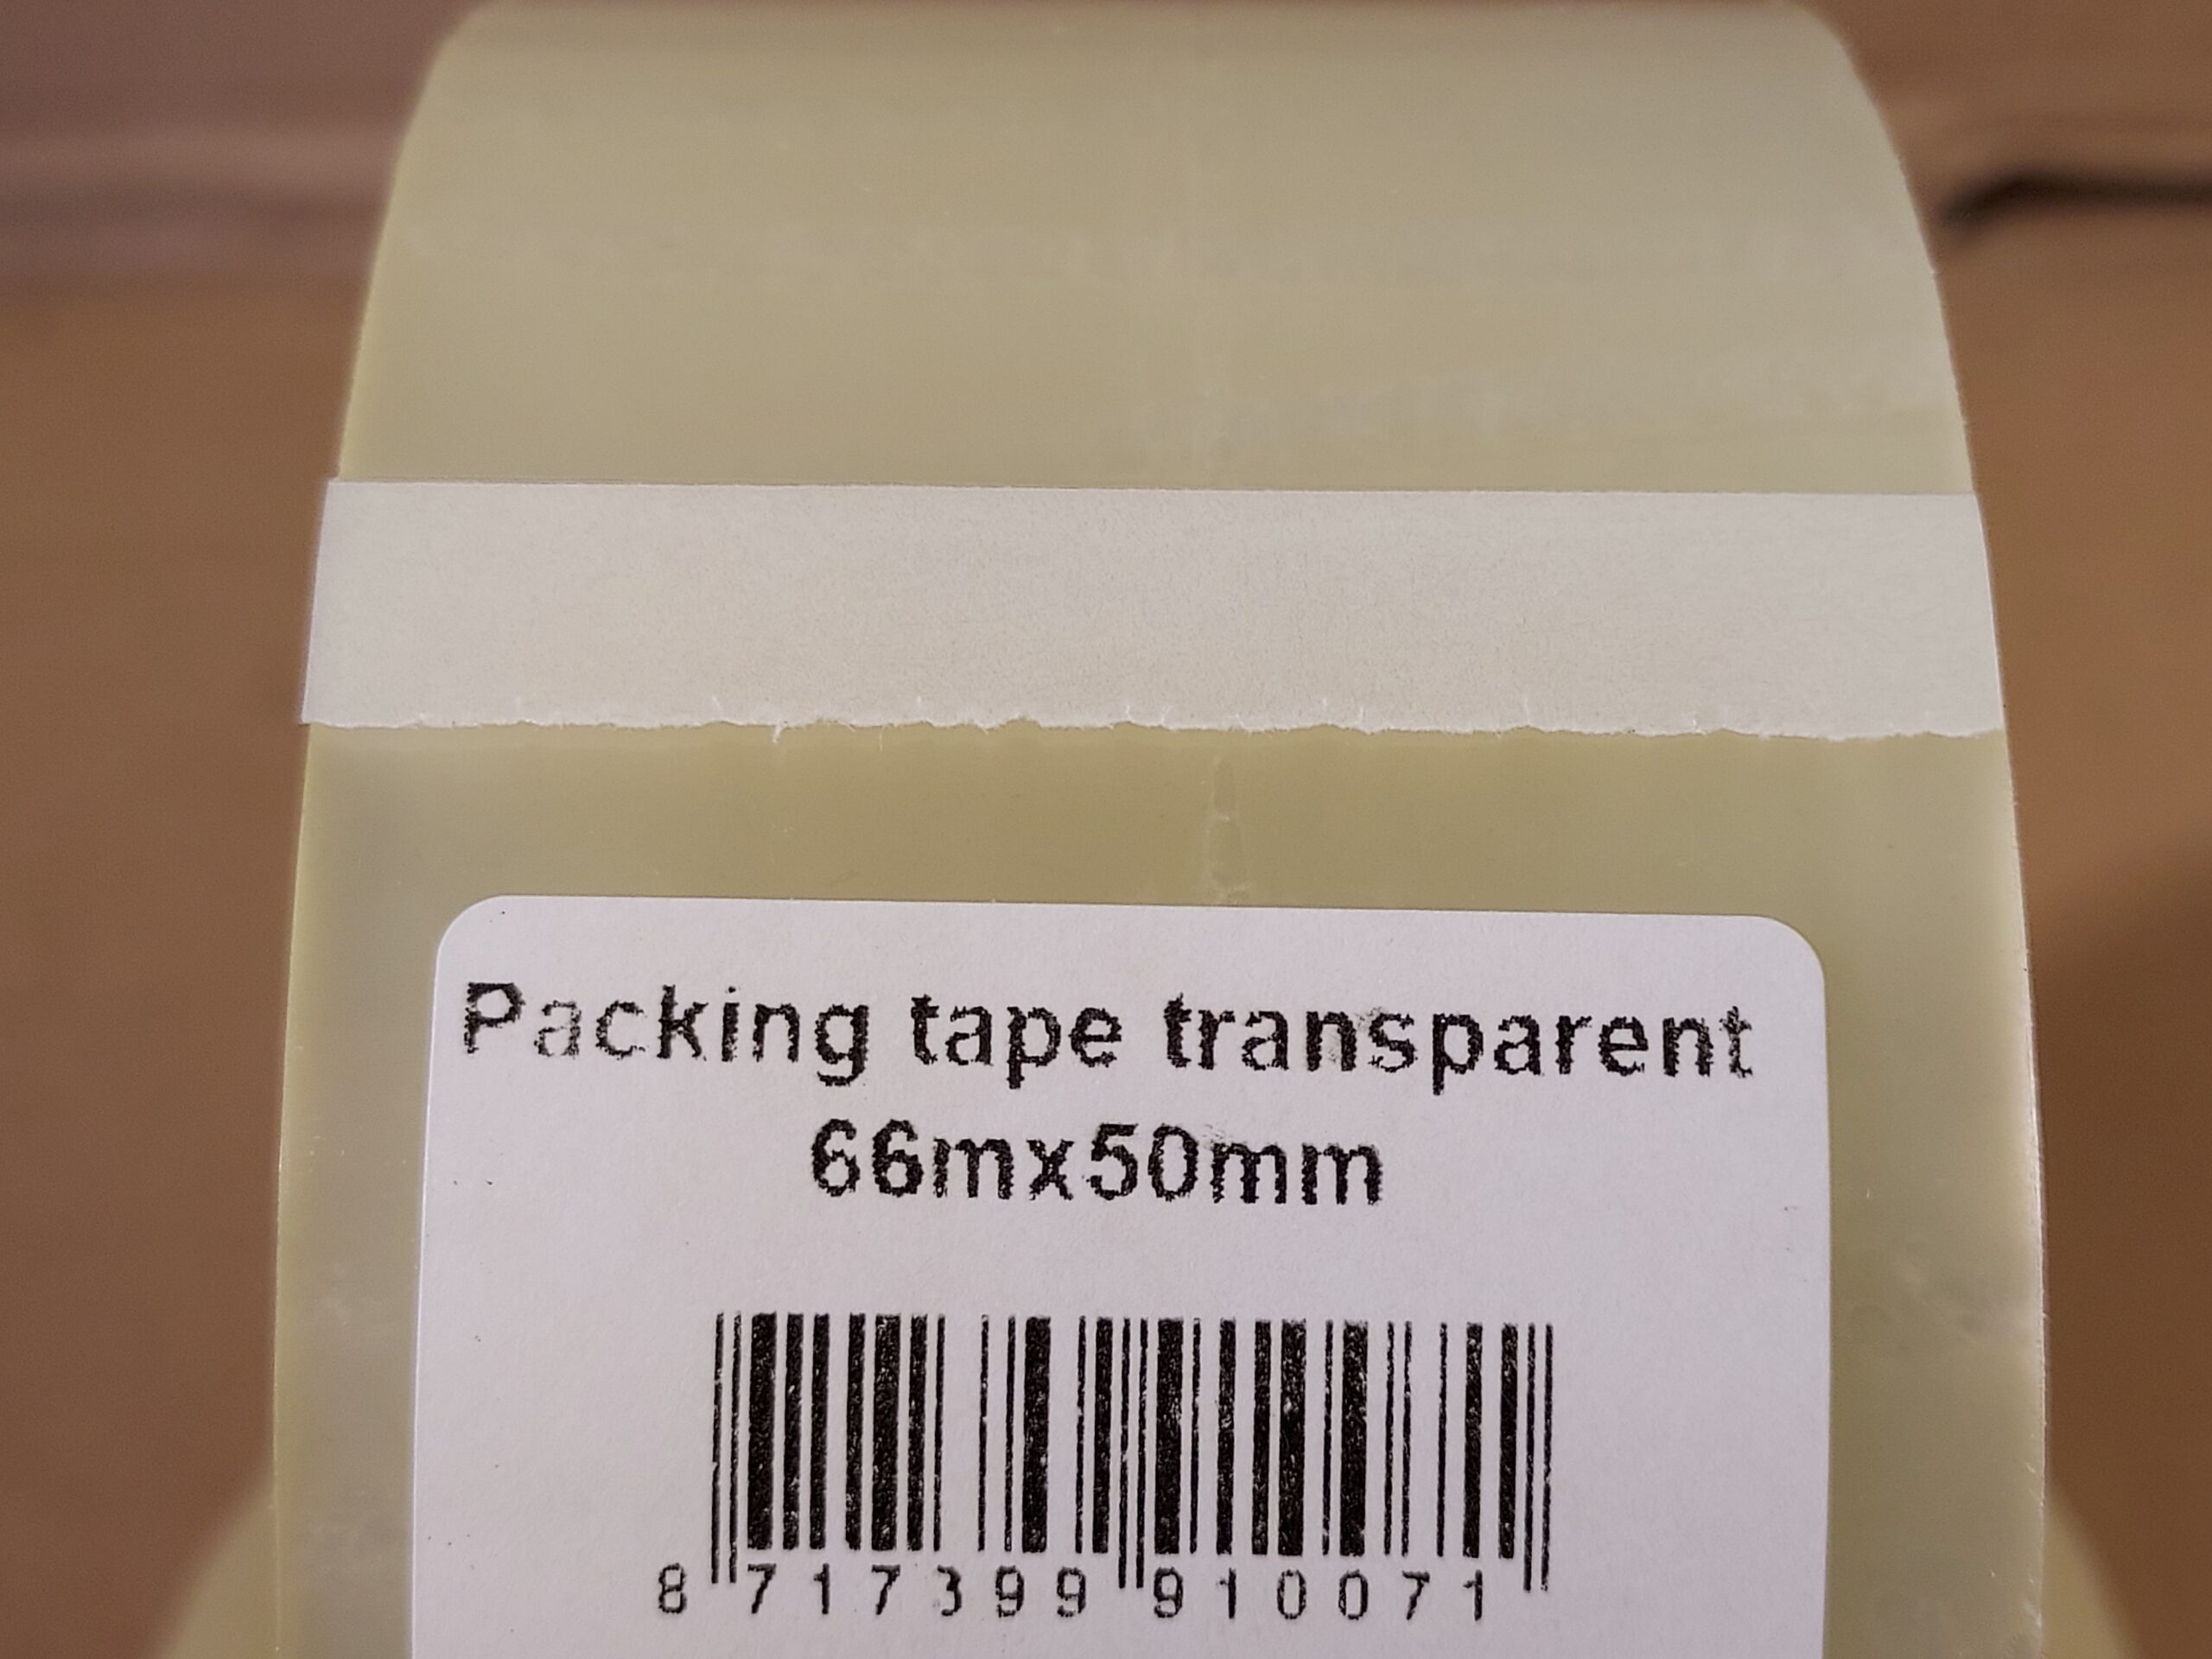 Packing tape transparent
66mx50mm
8 717399 910071